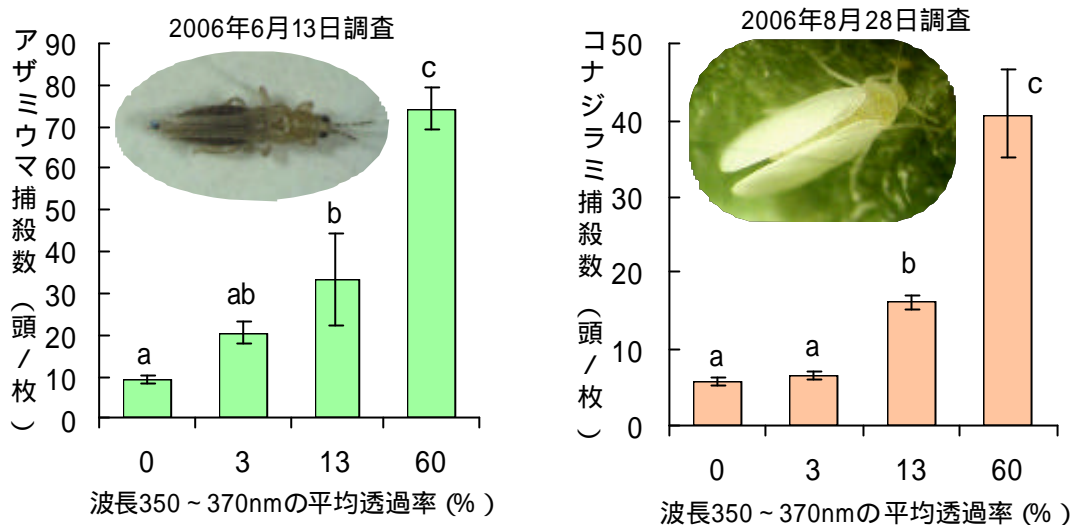 2006年6月13日調査
アザミウマ捕殺数（頭/枚）
90
80
70
60
50
40
30
20
10
0
a
ab
b
c
0 3 13 60
波長350～370nmの平均透過率(%)
2006年8月28日調査
コナジラミ捕殺数（頭/枚）
50
40
30
20
10
0
a
a
b
c
0 3 13 60
波長350～370nmの平均透過率(%)